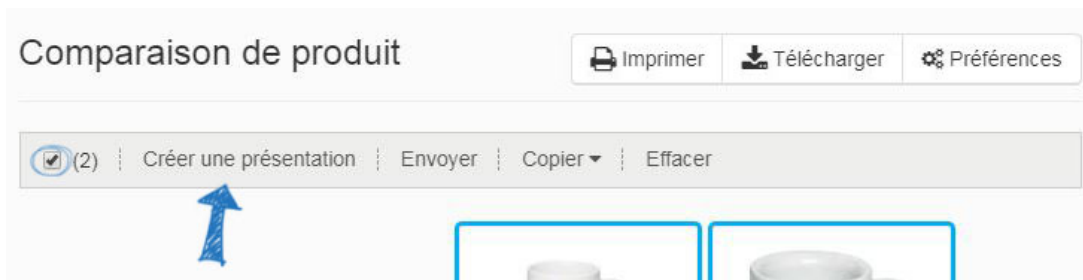 Comparaison de produit
Imprimer Télécharger Préférences
(2) Créer une présentation Envoyer Copier Effacer